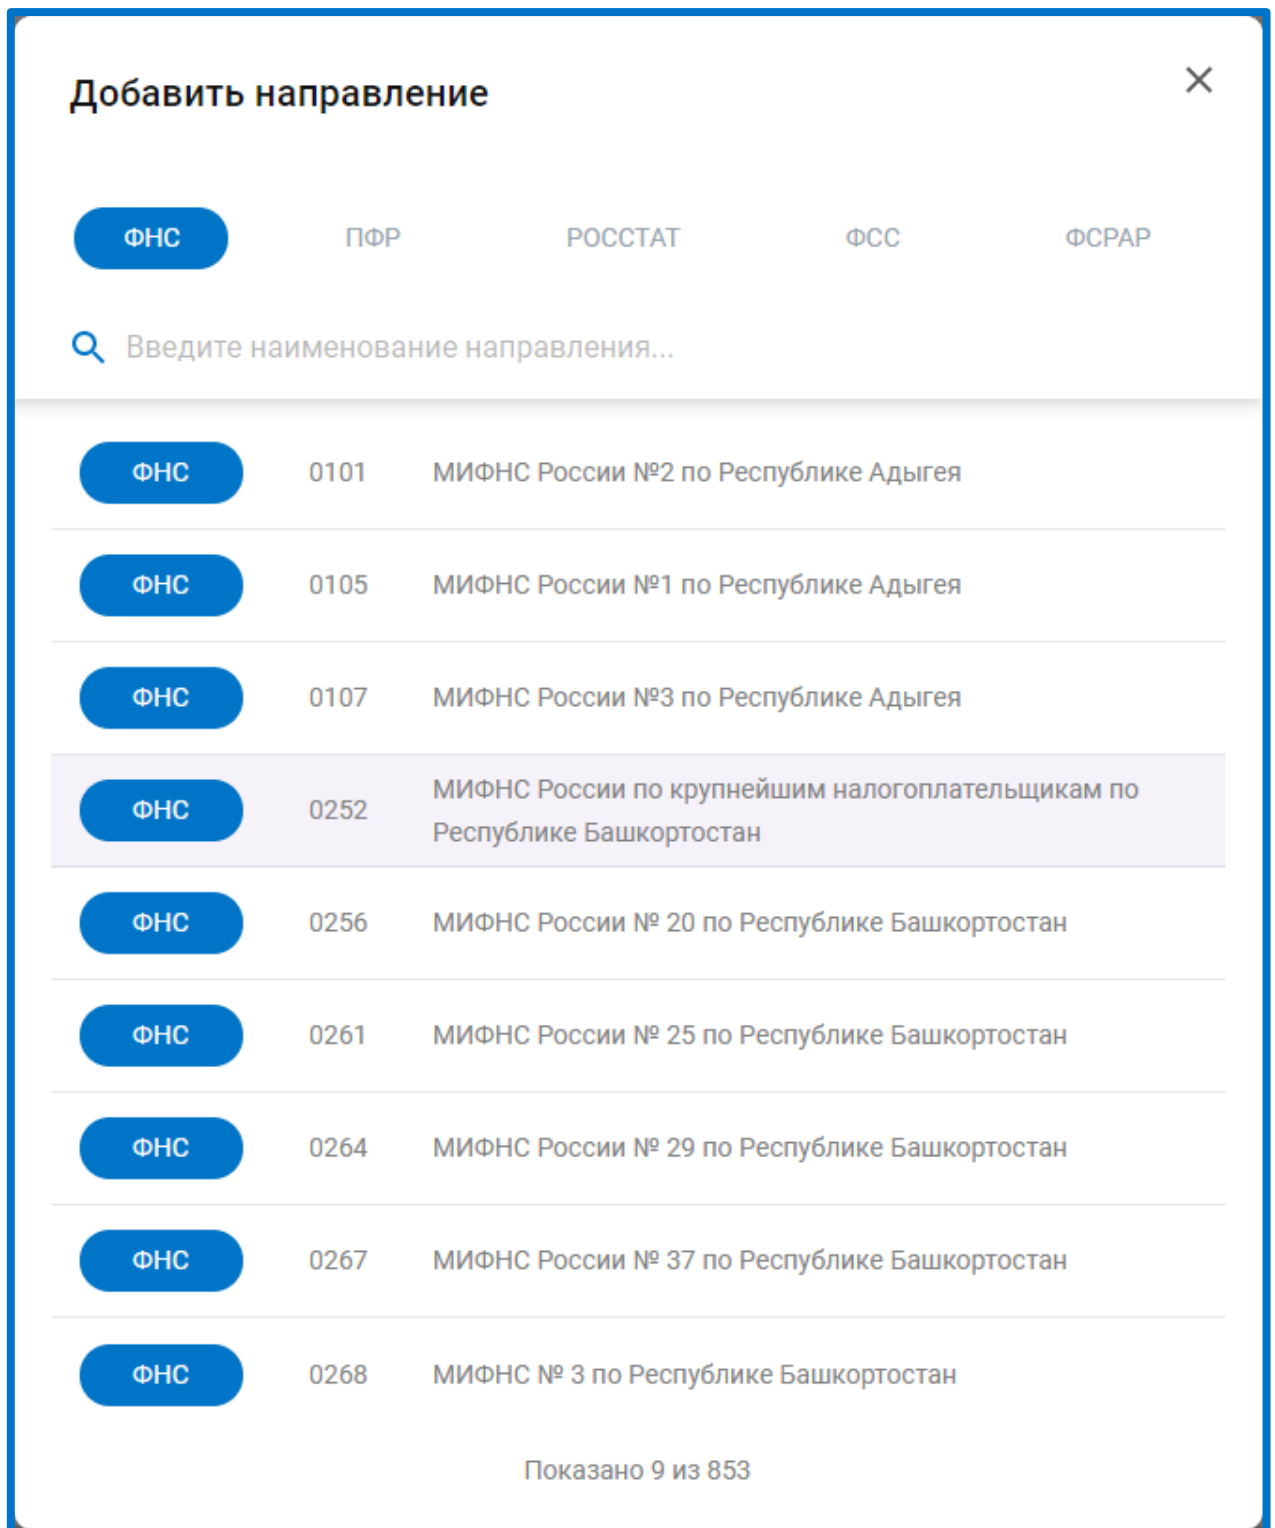 Добавить направление
ФНС ПФР РОССТАТ ФСС ФСРАР
Введите наименование направления...
ФНС 0101 МИФНС России №2 по Республике Адыгея
ФНС 0105 МИФНС России №1 по Республике Адыгея
ФНС 0107 МИФНС России №3 по Республике Адыгея
ФНС 0252 МИФНС России по крупнейшим налогоплательщикам по
Республике Башкортостан
ФНС 0256 МИФНС России № 20 по Республике Башкортостан
ФНС 0261 МИФНС России № 25 по Республике Башкортостан
ФНС 0264 МИФНС России № 29 по Республике Башкортостан
ФНС 0267 МИФНС России № 37 по Республике Башкортостан
ФНС 0268 МИФНС № 3 по Республике Башкортостан
Показано 9 из 853